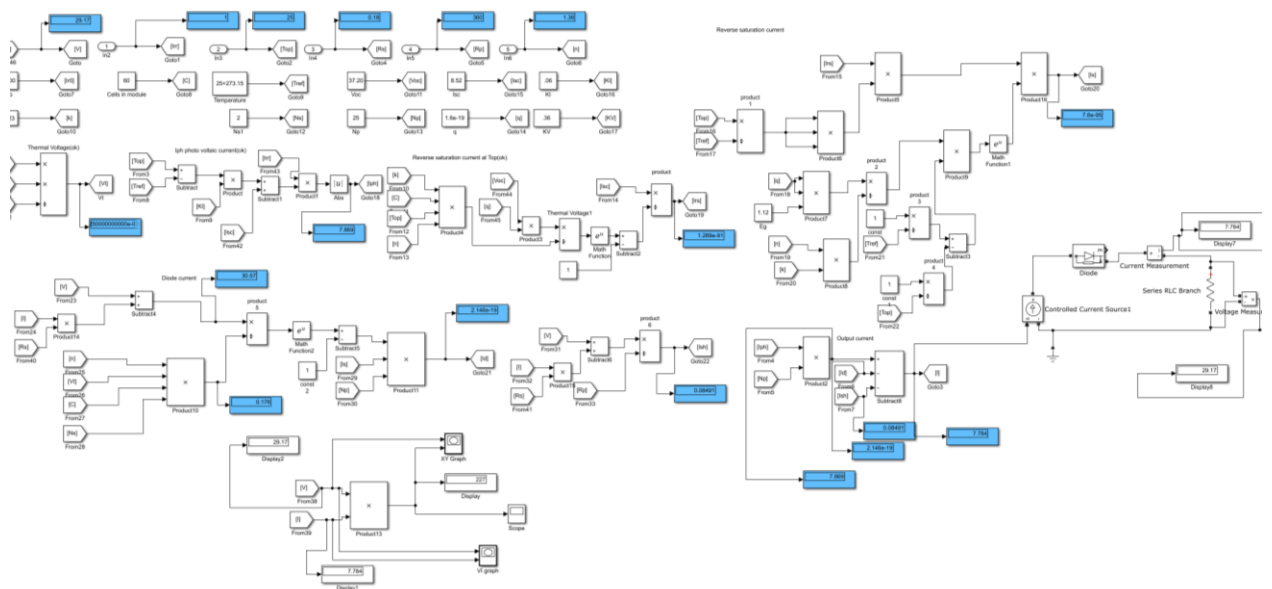 29.17
1
25
0.18
360
1.36
1
In2
2
In3
3
In4
4
In5
5
In6
[V]
Goto
[Irr]
Goto1
[Top]
Goto2
[Rs]
Goto4
[Rp]
Goto5
[n]
Goto6
[Ir0]
Goto7
60
Cells in module
[C]
Goto8
25+273.15
Temparature
[Tref]
Goto9
37.20
Voc
[Voc]
Goto11
8.52
Isc
[Isc]
Goto15
.06
KI
[KI]
Goto16
[k]
Goto10
2
Ns1
[Ns]
Goto12
25
Np
[Np]
Goto13
1.6e-19
q
[q]
Goto14
.36
KV
[KV]
Goto17
Thermal Voltage(ok)
[Vt]
Vt
Iph photo voltaic current(ok)
[Top]
From3
[Tref]
From8
Subtract
[KI]
From9
Product
[Isc]
From42
Subtract1
[Irr]
From43
Product1
|u|
Abs
[Iph]
Goto18
7.869
Reverse saturation current at Top(ok)
[k]
From10
[C]
[Top]
From12
[n]
From13
Product4
[Voc]
From44
[q]
From45
Product3
Thermal Voltage1
Math
Function
1
Subtract2
[Isc]
From14
product
[Irs]
Goto19
Reverse saturation current
[Irs]
From15
product
1
[Top]
From16
[Tref]
From17
Product6
Product5
Product16
[Is]
Goto20
[q]
From18
1.12
Eg
Product7
product
2
Product9
Math
Function1
[n]
From19
[k]
From20
Product8
1
const
[Tref]
From21
product
3
1
const
[Top]
From22
product
4
Subtract3
Diode current
30.57
[V]
From23
[I]
From24
[Rs]
From40
Product14
Subtract4
product
5
Math
Function2
1
const
2
Subtract5
[Is]
From29
[Np]
From30
Product11
2.146e-19
[Id]
Goto21
[n]
From25
[Vt]
From26
[C]
From27
[Ns]
From28
Product10
[V]
From31
[I]
From32
[Rs]
From41
Product15
Subtract6
[Rp]
From33
product
6
[Ish]
Goto22
0.08491
Output current
[Iph]
From4
[Np]
From5
Product2
[Ish]
From7
Subtract8
[I]
Goto3
0.08491
2.146e-19
7.784
7.869
Diode
Controlled Current Source1
Current Measurement
7.784
Display7
Series RLC Branch
29.17
Display8
29.17
Display2
[V]
From38
[I]
From39
Product13
XY Graph
227
Display
Scope
VI graph
7.784
Display1